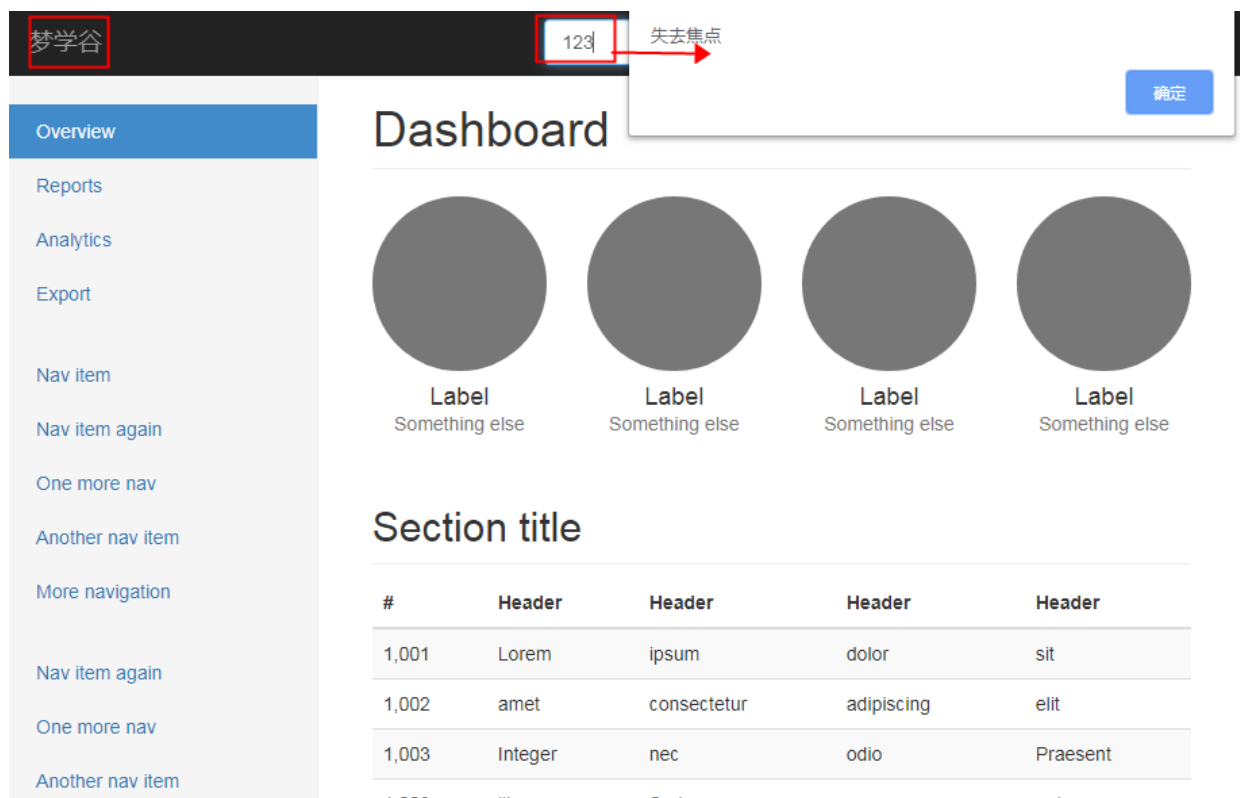 梦学谷
123
失去焦点
确定
Overview
Reports
Analytics
Export
Nav item
Nav item again
One more nav
Another nav item
More navigation
Nav item again
One more nav
Another nav item
Dashboard
Label Label Label Label
Something else Something else Something else Something else
Section title
# Header Header Header Header
1,001 Lorem ipsum dolor sit
1,002 amet consectetur adipiscing elit
1,003 Integer nec odio Praesent